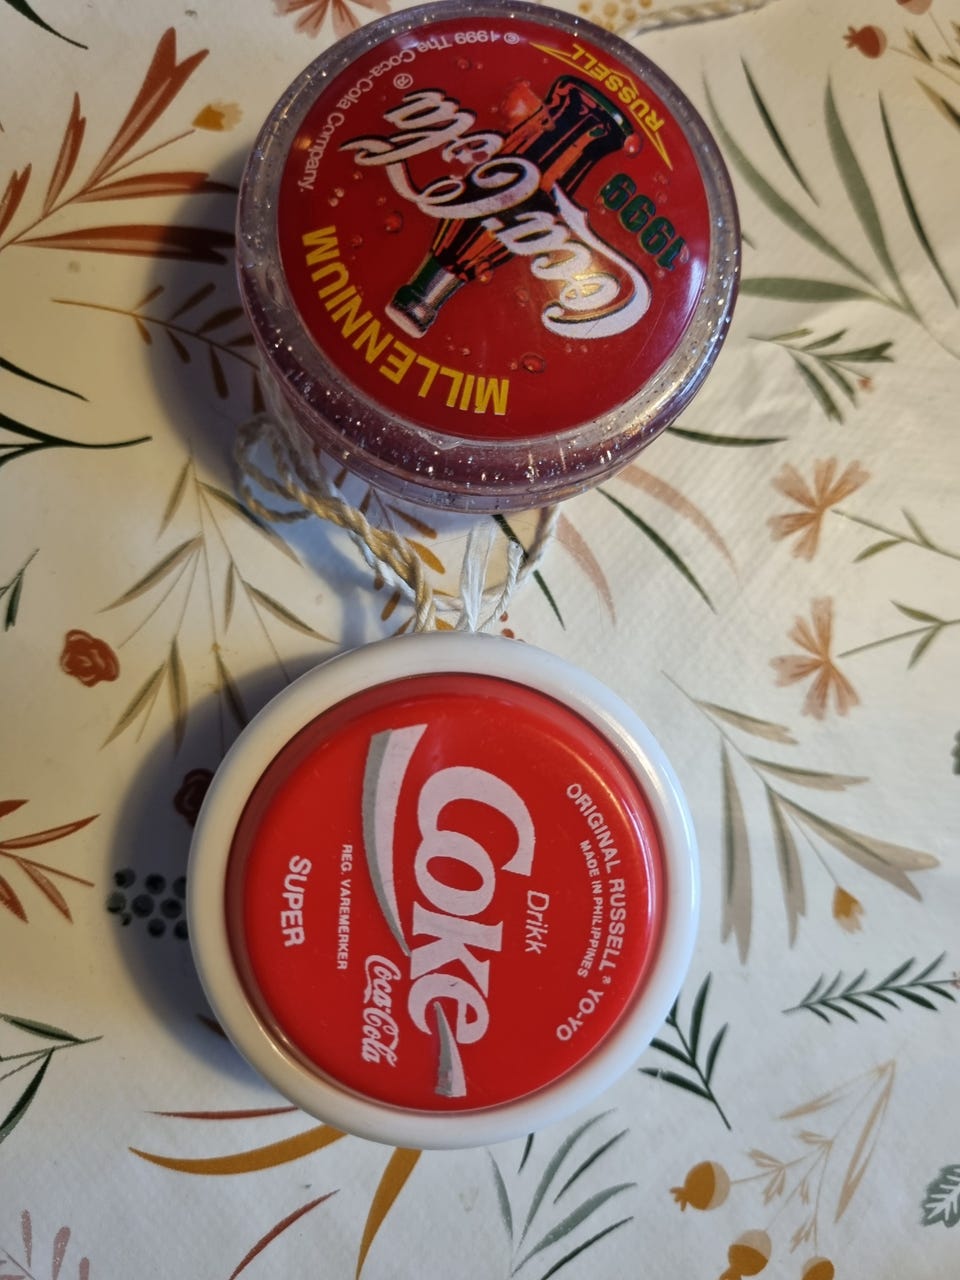 RUSSELL
1999
Coca-Cola®
MILLENNIUM
© 1999 The Coca-Cola Company.
ORIGINAL RUSSELL® YO-YO
MADE IN PHILIPPINES
Drikk
Coke
Coca-Cola
REG. VAREMERKER
SUPER